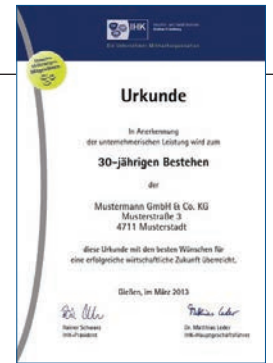 IHK
Urkunde
In Anerkennung
der unternehmerischen Leistung wird zum
30-jährigen Bestehen
der
Mustermann GmbH & Co. KG
Musterstraße 3
4711 Musterstadt
diese Urkunde mit den besten Wünschen für
eine erfolgreiche wirtschaftliche Zukunft überreicht.
Gießen, im März 2013
Rainer Schwarz
IHK-Präsident
Dr. Matthias Leder
IHK-Hauptgeschäftsführer